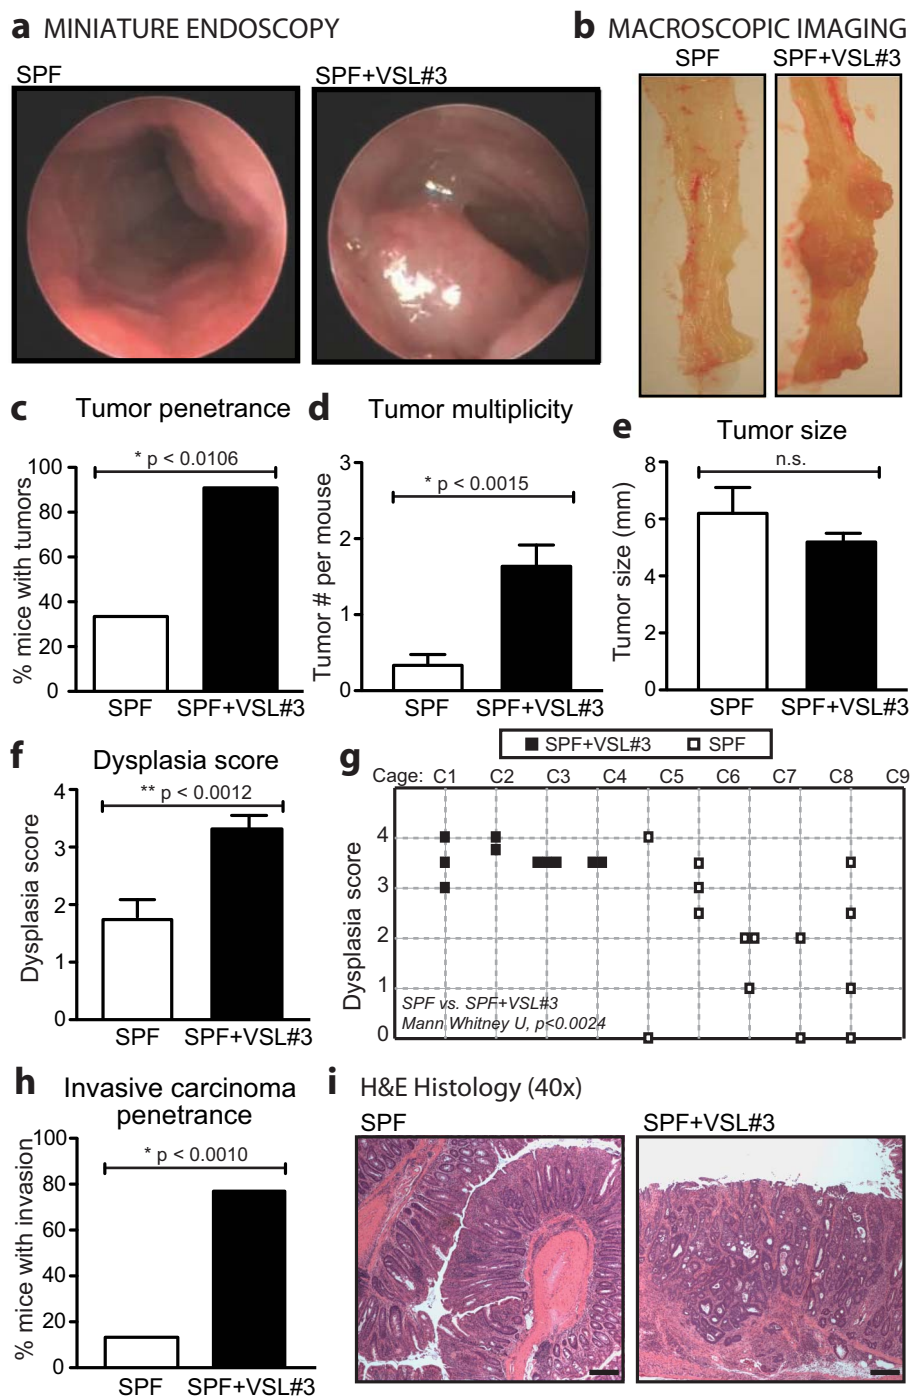 a MINIATURE ENDOSCOPY
SPF SPF+VSL#3
b MACROSCOPIC IMAGING
SPF SPF+VSL#3
c Tumor penetrance
* p < 0.0106
% mice with tumors
100
80
60
40
20
0
SPF SPF+VSL#3
d Tumor multiplicity
* p < 0.0015
Tumor # per mouse
3
2
1
0
SPF SPF+VSL#3
e Tumor size
n.s.
Tumor size (mm)
8
6
4
2
0
SPF SPF+VSL#3
f Dysplasia score
** p < 0.0012
Dysplasia score
4
3
2
1
0
SPF SPF+VSL#3
g
SPF+VSL#3 SPF
Cage: C1 C2 C3 C4 C5 C6 C7 C8 C9
Dysplasia score
4
3
2
1
0
SPF vs. SPF+VSL#3
Mann Whitney U, p<0.0024
h Invasive carcinoma
penetrance
* p < 0.0010
% mice with invasion
100
80
60
40
20
0
SPF SPF+VSL#3
i H&E Histology (40x)
SPF SPF+VSL#3